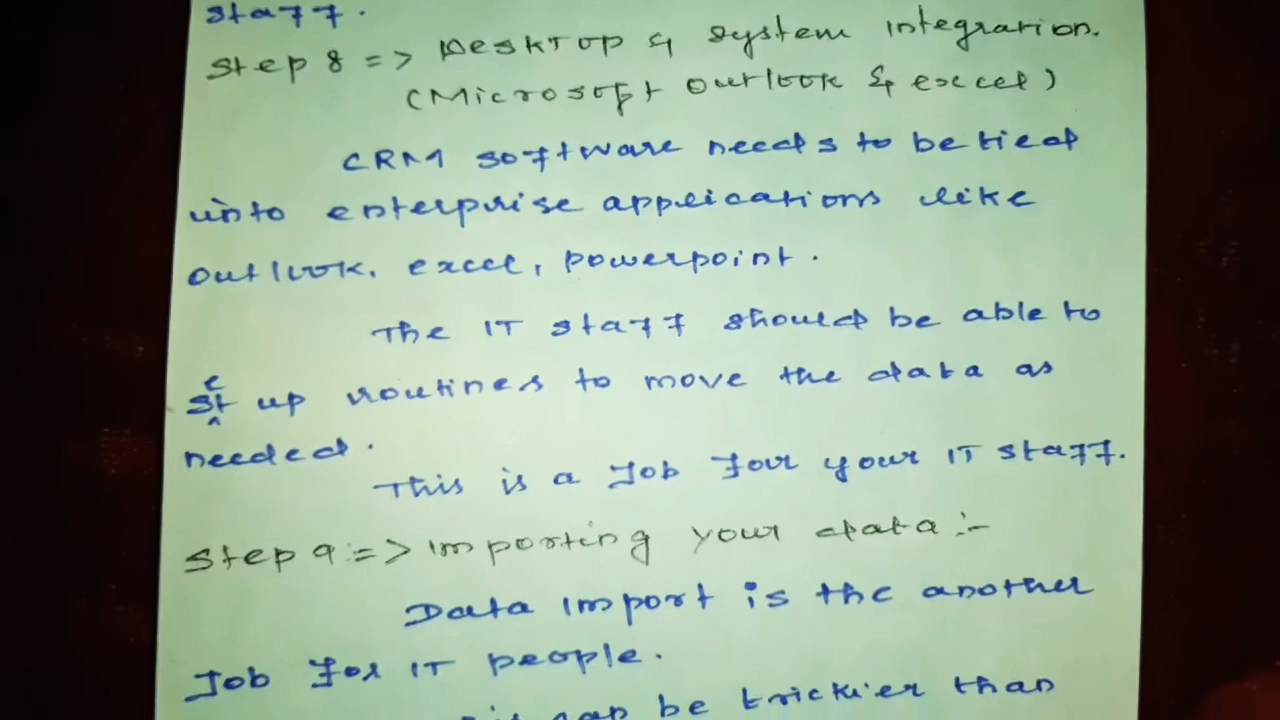 staff.
Step 8 => Desktop & system integration.
(Microsoft outlook & excel)
CRM software needs to be tied
unto enterprise applications like
outlook, excel, powerpoint.
The IT staff should be able to
set up routines to move the data as
needed.
This is a Job for your IT staff.
Step 9 :=> importing your data :-
Data import is the another
Job for IT people.
can be trickier than